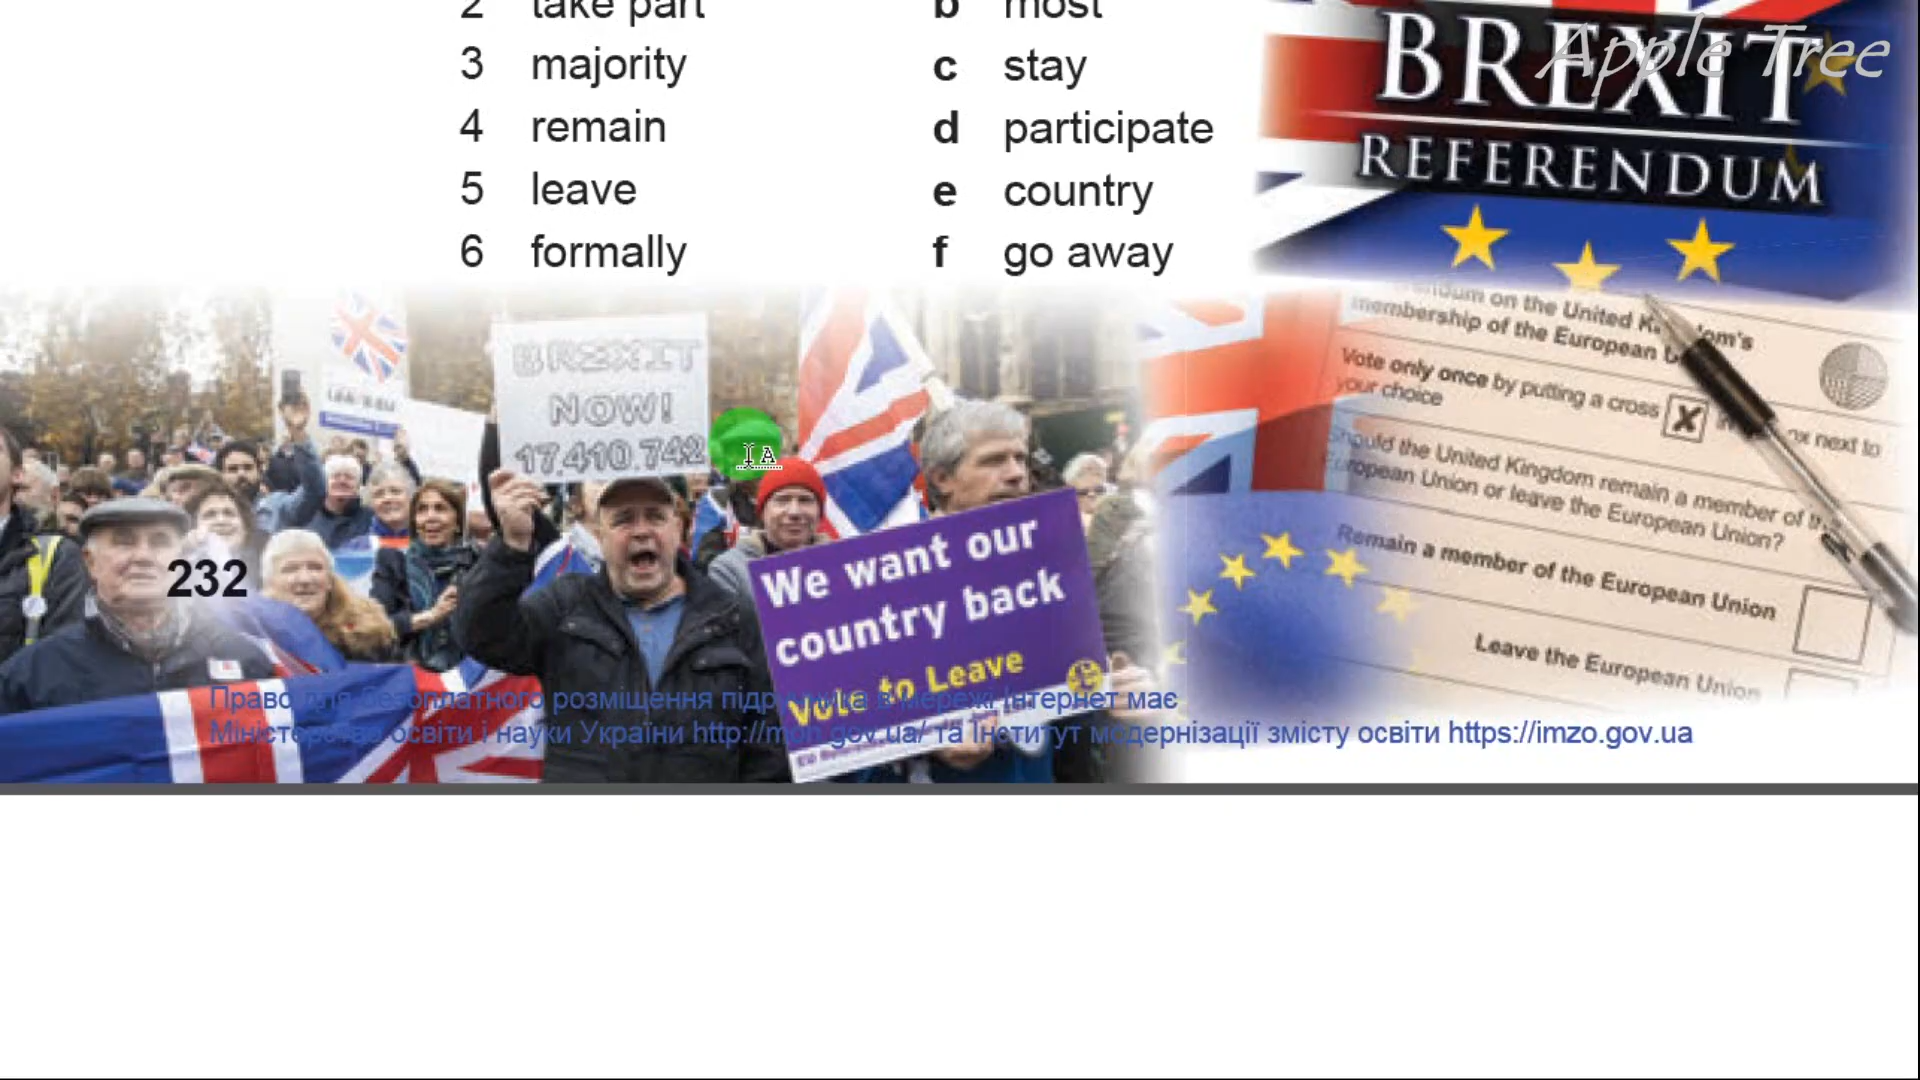 2 take part b most
3 majority c stay
4 remain d participate
5 leave e country
6 formally f go away
BREXIT
REFERENDUM
Apple Tree
BREXIT
NOW!
17.410.742
We want our
country back
Vote to Leave
on the United
membership of the European
Vote only once by putting a cross
next to
your choice
Should the United Kingdom remain a member of the
European Union or leave the European Union?
Remain a member of the European Union
Leave the European Union
232
Право для безоплатного розміщення підручника в мережі Інтернет має
Міністерство освіти і науки України http://mon.gov.ua/ та Інститут модернізації змісту освіти https://imzo.gov.ua